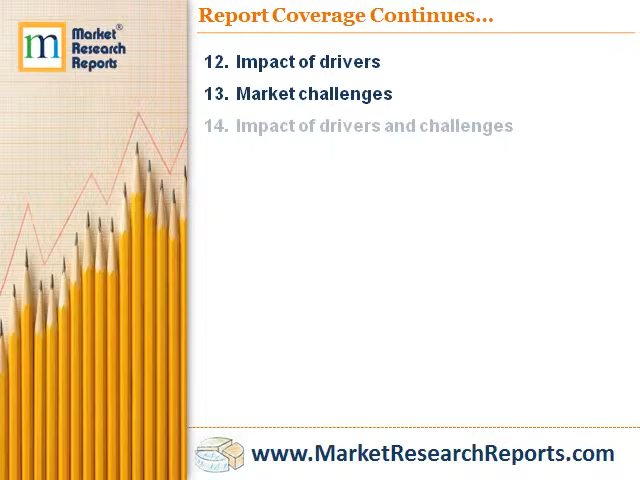 Report Coverage Continues...
m
Market®
Research
Reports
12. Impact of drivers
13. Market challenges
14. Impact of drivers and challenges
www.MarketResearchReports.com